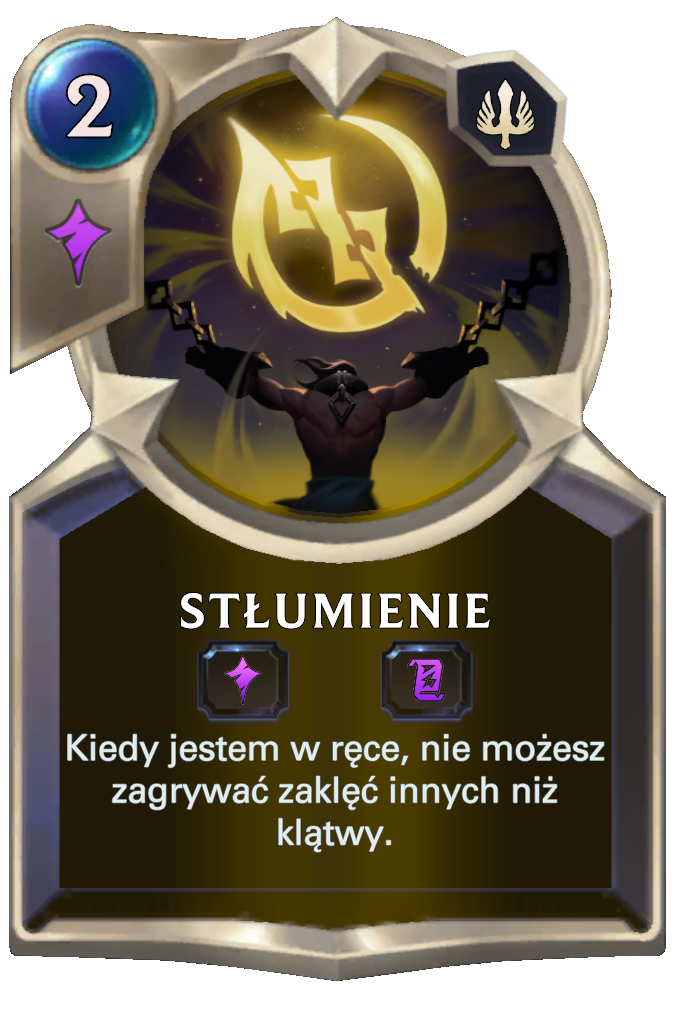 2
STŁUMIENIE
Kiedy jestem w ręce, nie możesz
zagrywać zaklęć innych niż
klątwy.